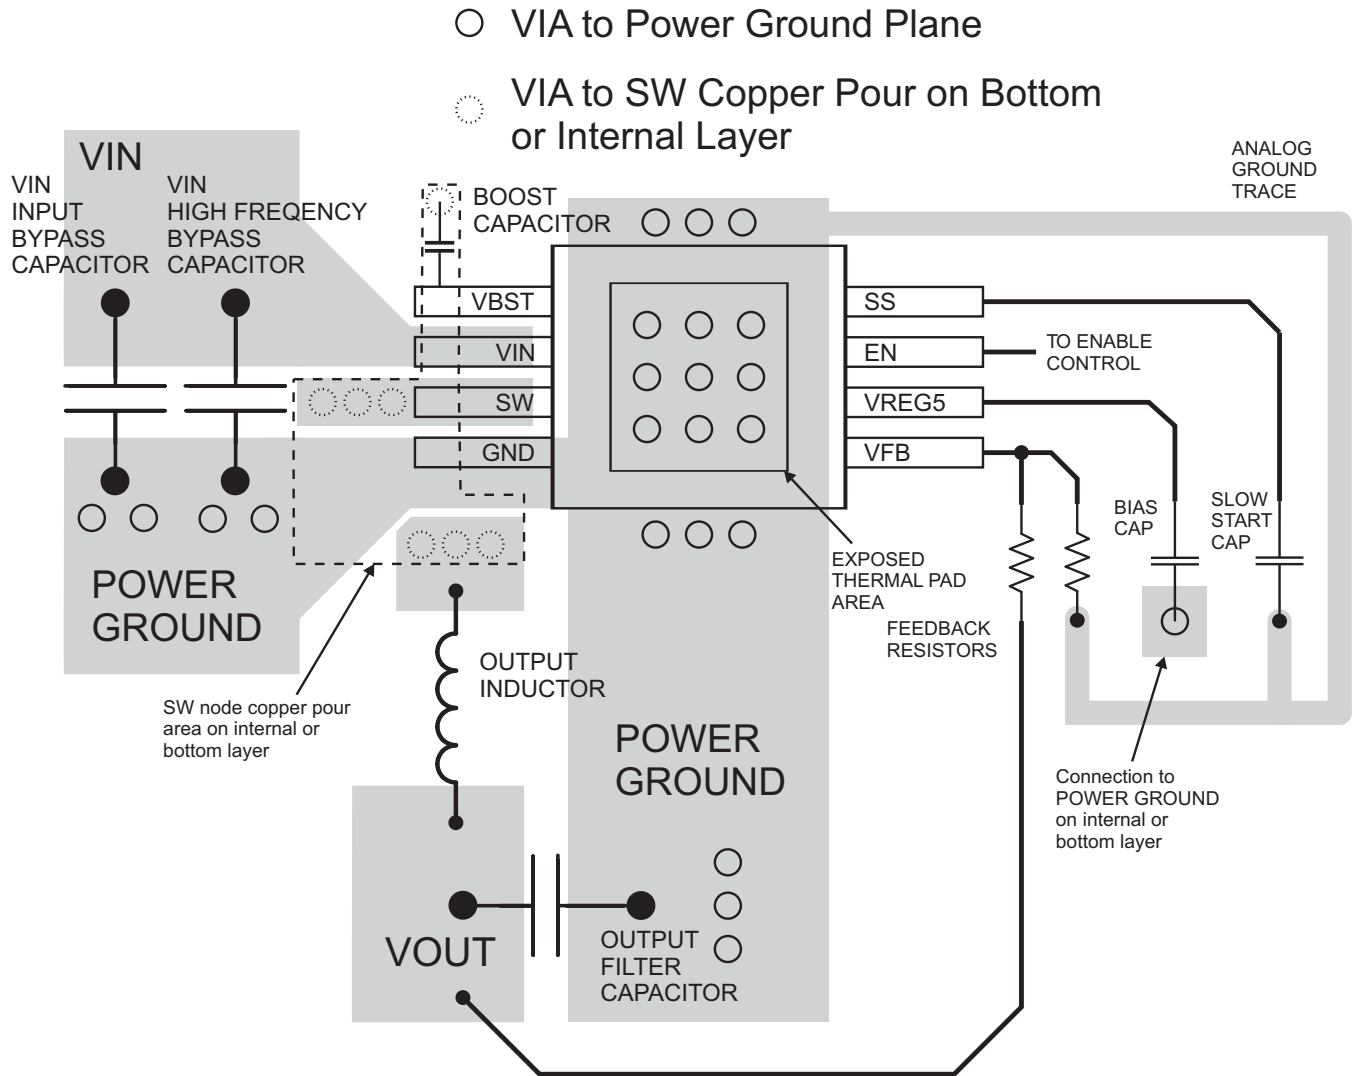 VIA to Power Ground Plane
VIA to SW Copper Pour on Bottom
or Internal Layer
ANALOG
GROUND
TRACE
VIN
VIN
INPUT
BYPASS
CAPACITOR
VIN
HIGH FREQENCY
BYPASS
CAPACITOR
BOOST
CAPACITOR
VBST
VIN
SW
GND
SS
EN
VREG5
VFB
TO ENABLE
CONTROL
BIAS
CAP
SLOW
START
CAP
EXPOSED
THERMAL PAD
AREA
FEEDBACK
RESISTORS
POWER
GROUND
OUTPUT
INDUCTOR
SW node copper pour
area on internal or
bottom layer
POWER
GROUND
Connection to
POWER GROUND
on internal or
bottom layer
VOUT
OUTPUT
FILTER
CAPACITOR